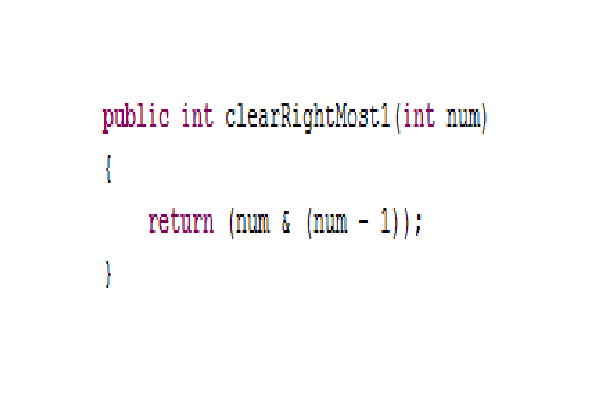 public int clearRightMost1(int num)
{
return (num & (num - 1));
}